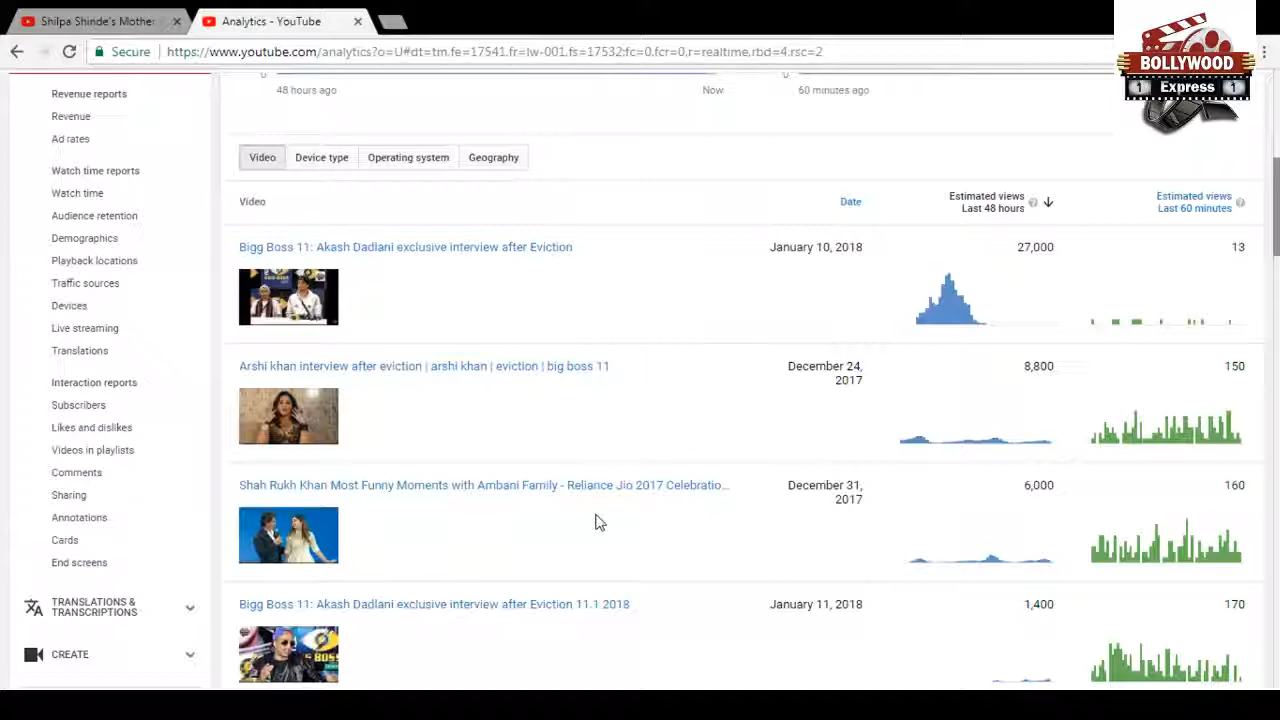 Shilpa Shinde's Mother
Analytics - YouTube
Secure
https://www.youtube.com/analytics?o=U#dt=tm.fe=17541.fr=lw-001.fs=17532:fc=0.fcr=0,r=realtime,rbd=4.rsc=2
BOLLYWOOD
1 Express 1
48 hours ago
Now
60 minutes ago
Revenue reports
Revenue
Ad rates
Watch time reports
Watch time
Audience retention
Demographics
Playback locations
Traffic sources
Devices
Live streaming
Translations
Interaction reports
Subscribers
Likes and dislikes
Videos in playlists
Comments
Sharing
Annotations
Cards
End screens
TRANSLATIONS &
TRANSCRIPTIONS
CREATE
Video Device type Operating system Geography
Video
Date
Estimated views
Last 48 hours
Estimated views
Last 60 minutes
Bigg Boss 11: Akash Dadlani exclusive interview after Eviction
January 10, 2018
27,000
13
Arshi khan interview after eviction | arshi khan | eviction | big boss 11
December 24,
2017
8,800
150
Shah Rukh Khan Most Funny Moments with Ambani Family - Reliance Jio 2017 Celebratio...
December 31,
2017
6,000
160
Bigg Boss 11: Akash Dadlani exclusive interview after Eviction 11.1 2018
January 11, 2018
1,400
170